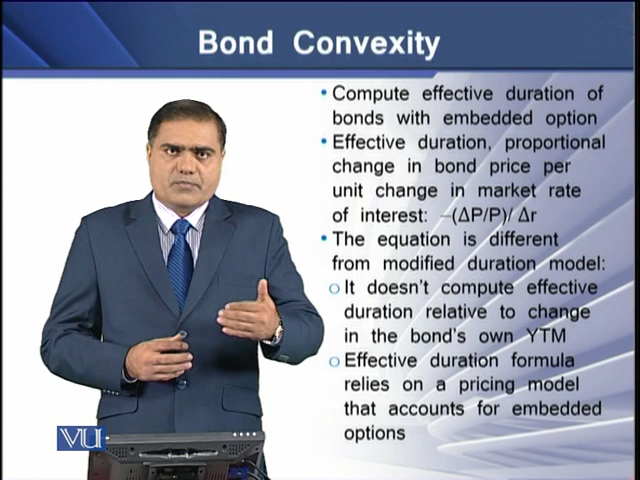 Bond Convexity
• Compute effective duration of
bonds with embedded option
• Effective duration, proportional
change in bond price per
unit change in market rate
of interest: –(ΔP/P)/ Δr
• The equation is different
from modified duration model:
o It doesn't compute effective
duration relative to change
in the bond's own YTM
o Effective duration formula
relies on a pricing model
that accounts for embedded
options
VU